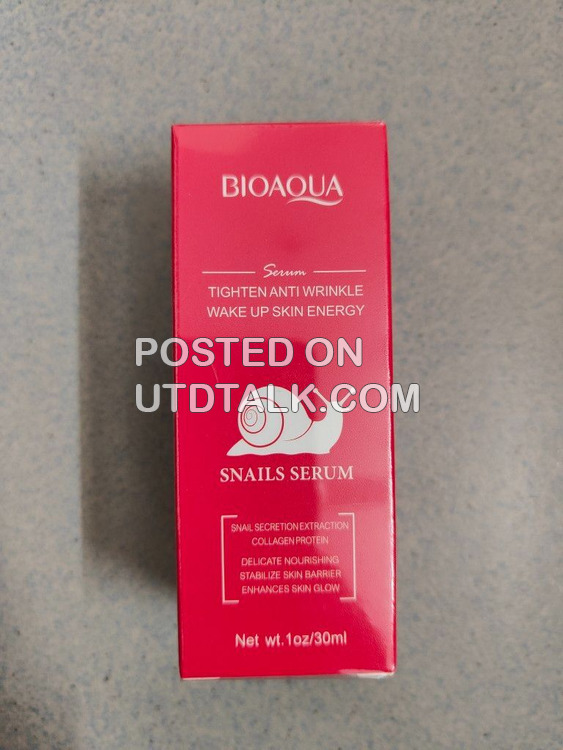 BIOAQUA
Serum
TIGHTEN ANTI WRINKLE
WAKE UP SKIN ENERGY
POSTED ON
UTDTALK.COM
SNAILS SERUM
SNAIL SECRETION EXTRACTION
COLLAGEN PROTEIN
DELICATE NOURISHING
STABILIZE SKIN BARRIER
ENHANCES SKIN GLOW
Net wt.1oz/30ml